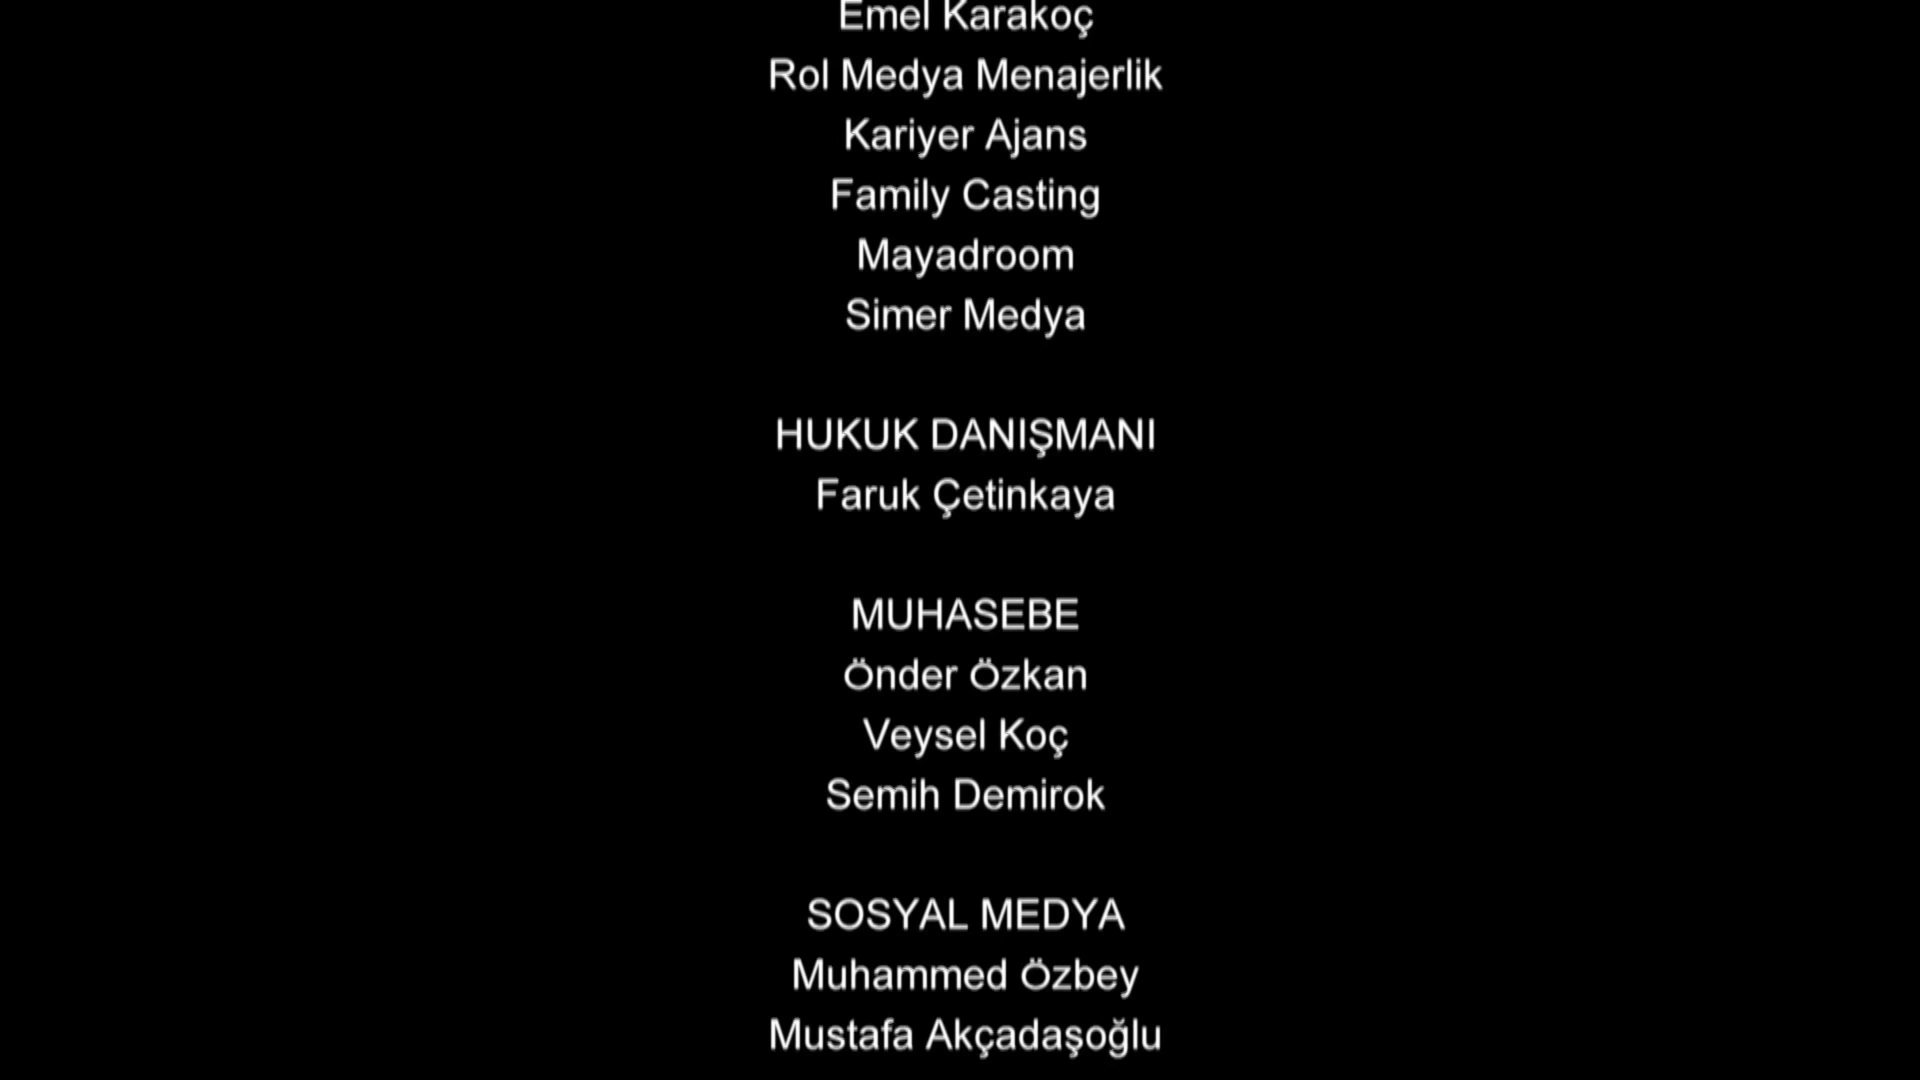 Emel Karakoç
Rol Medya Menajerlik
Kariyer Ajans
Family Casting
Mayadroom
Simer Medya
HUKUK DANIŞMANI
Faruk Çetinkaya
MUHASEBE
Önder Özkan
Veysel Koç
Semih Demirok
SOSYAL MEDYA
Muhammed Özbey
Mustafa Akçadaşoğlu